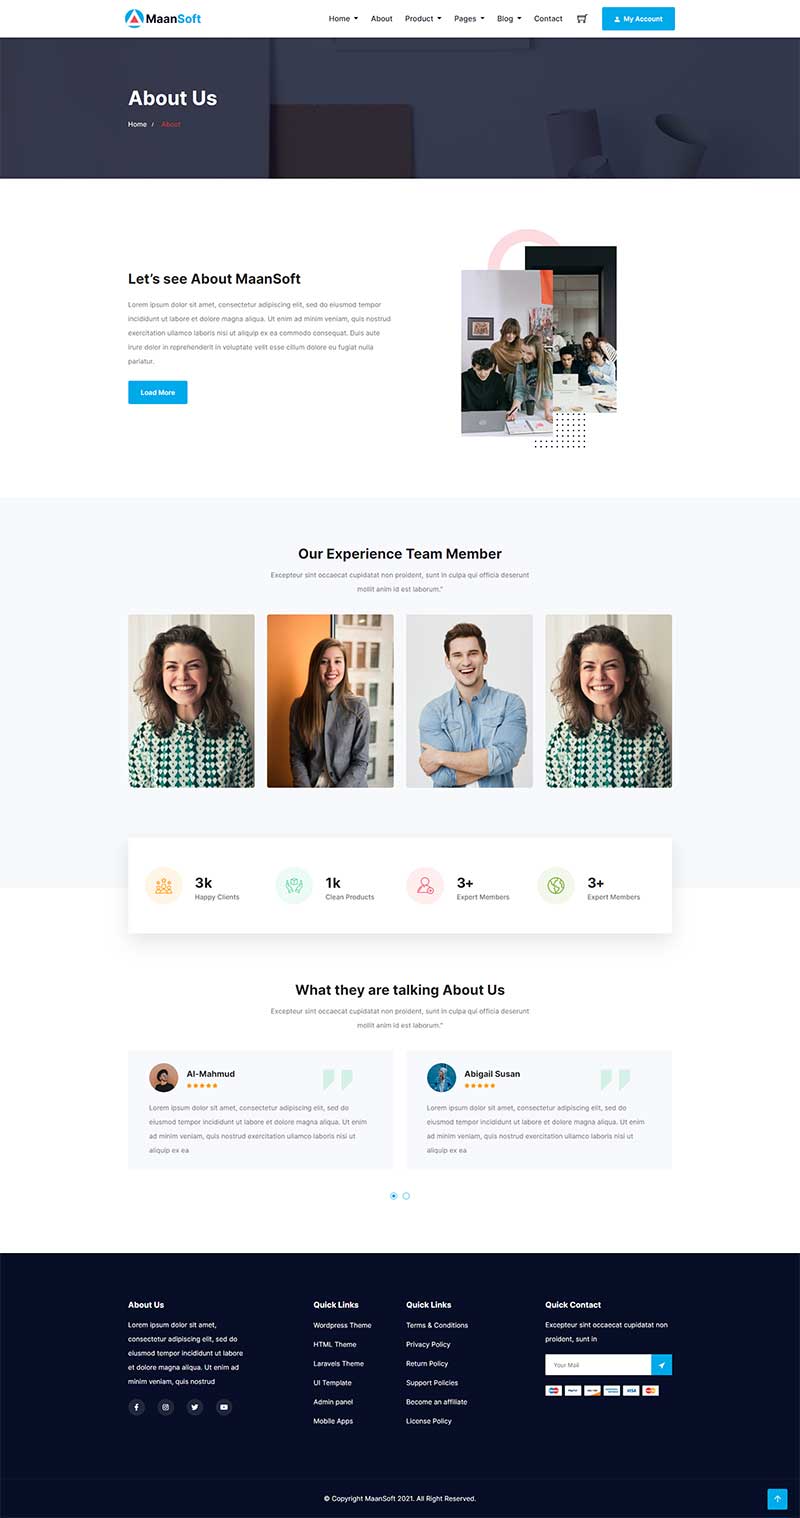 MaanSoft
Home About Product Pages Blog Contact My Account
About Us
Home / About
Let's see About MaanSoft
Lorem ipsum dolor sit amet, consectetur adipiscing elit, sed do eiusmod tempor
incididunt ut labore et dolore magna aliqua. Ut enim ad minim veniam, quis nostrud
exercitation ullamco laboris nisi ut aliquip ex ea commodo consequat. Duis aute
irure dolor in reprehenderit in voluptate velit esse cillum dolore eu fugiat nulla
pariatur.
Load More
Our Experience Team Member
Excepteur sint occaecat cupidatat non proident, sunt in culpa qui officia deserunt
mollit anim id est laborum."
3k
Happy Clients
1k
Clean Products
3+
Expert Members
3+
Expert Members
What they are talking About Us
Excepteur sint occaecat cupidatat non proident, sunt in culpa qui officia deserunt
mollit anim id est laborum."
Al-Mahmud
Lorem ipsum dolor sit amet, consectetur adipiscing elit, sed do
eiusmod tempor incididunt ut labore et dolore magna aliqua. Ut enim
ad minim veniam, quis nostrud exercitation ullamco laboris nisi ut
aliquip ex ea
Abigail Susan
Lorem ipsum dolor sit amet, consectetur adipiscing elit, sed do
eiusmod tempor incididunt ut labore et dolore magna aliqua. Ut enim
ad minim veniam, quis nostrud exercitation ullamco laboris nisi ut
aliquip ex ea
About Us
Lorem ipsum dolor sit amet,
consectetur adipiscing elit, sed do
eiusmod tempor incididunt ut labore
et dolore magna aliqua. Ut enim ad
minim veniam, quis nostrud
Quick Links
Wordpress Theme
HTML Theme
Laravels Theme
UI Template
Admin panel
Mobile Apps
Quick Links
Terms & Conditions
Privacy Policy
Return Policy
Support Policies
Become an affiliate
License Policy
Quick Contact
Excepteur sint occaecat cupidatat non
proident, sunt in
Your Mail
VISA
© Copyright MaanSoft 2021. All Right Reserved.